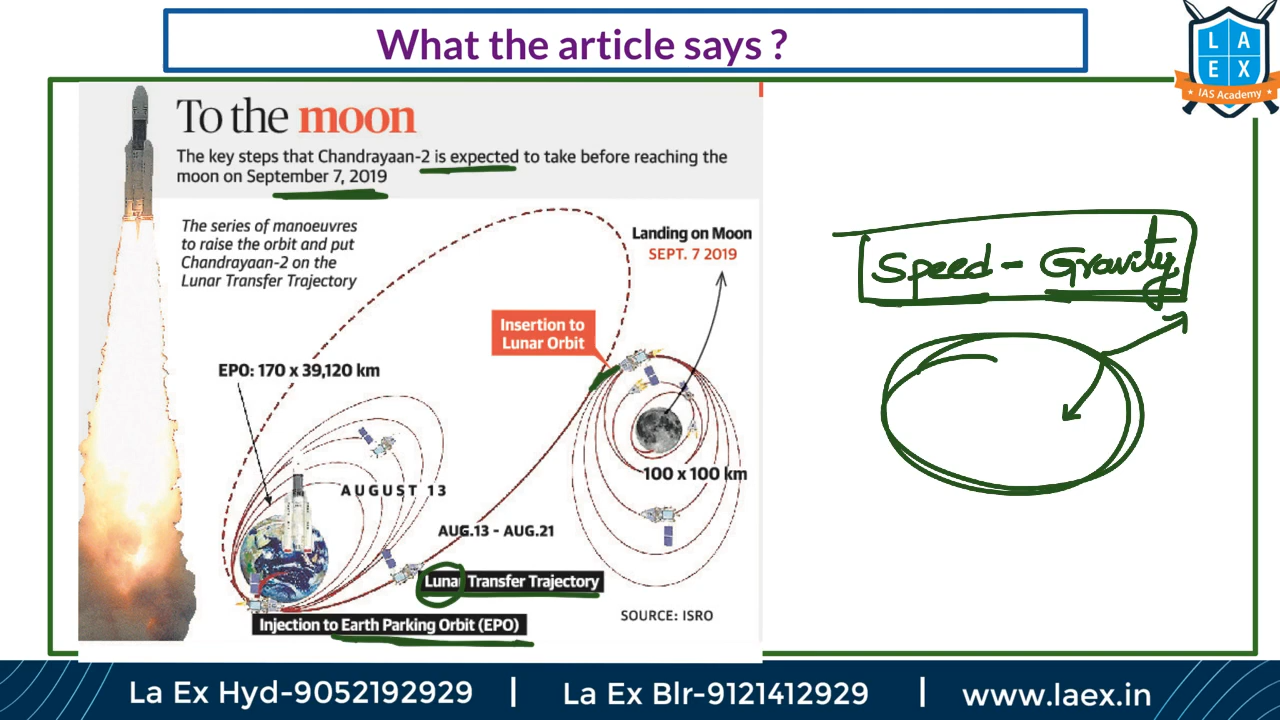 What the article says ?
L A
E X
IAS Academy
To the moon
The key steps that Chandrayaan-2 is expected to take before reaching the
moon on September 7, 2019
The series of manoeuvres
to raise the orbit and put
Chandrayaan-2 on the
Lunar Transfer Trajectory
Landing on Moon
SEPT. 7 2019
Insertion to
Lunar Orbit
EPO: 170 x 39,120 km
100 x 100 km
AUGUST 13
AUG.13 - AUG.21
Lunar Transfer Trajectory
SOURCE: ISRO
Injection to Earth Parking Orbit (EPO)
Speed - Gravity
La Ex Hyd-9052192929 | La Ex Blr-9121412929 | www.laex.in